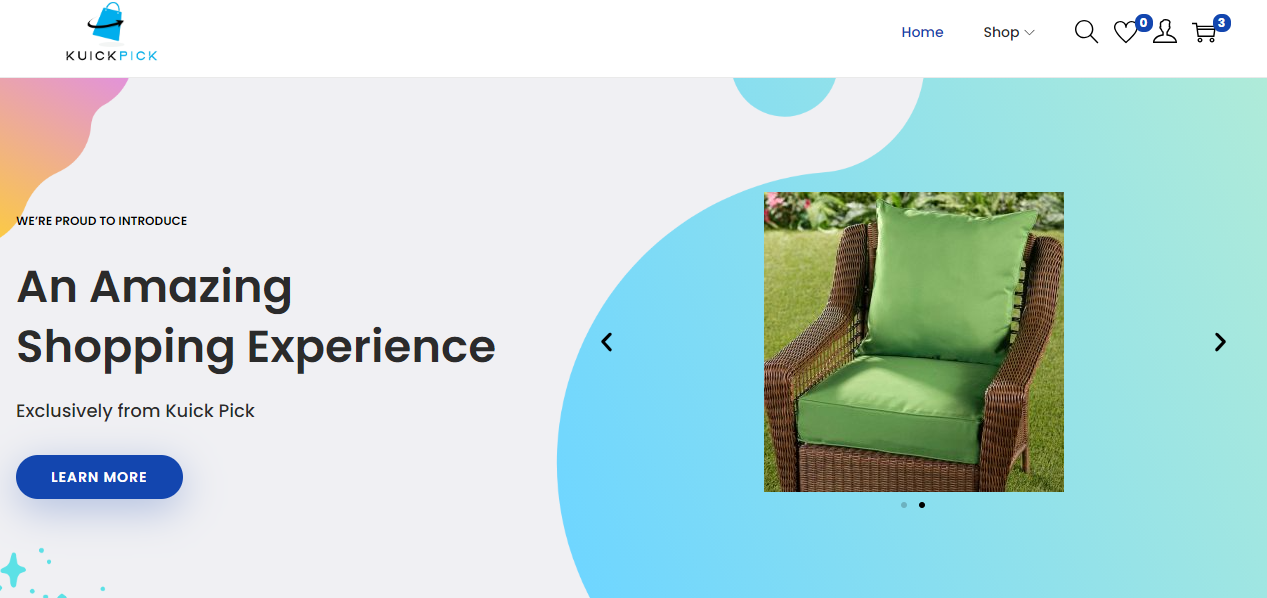 KUICKPICK
Home
Shop
0
3
WE'RE PROUD TO INTRODUCE
An Amazing
Shopping Experience
Exclusively from Kuick Pick
LEARN MORE